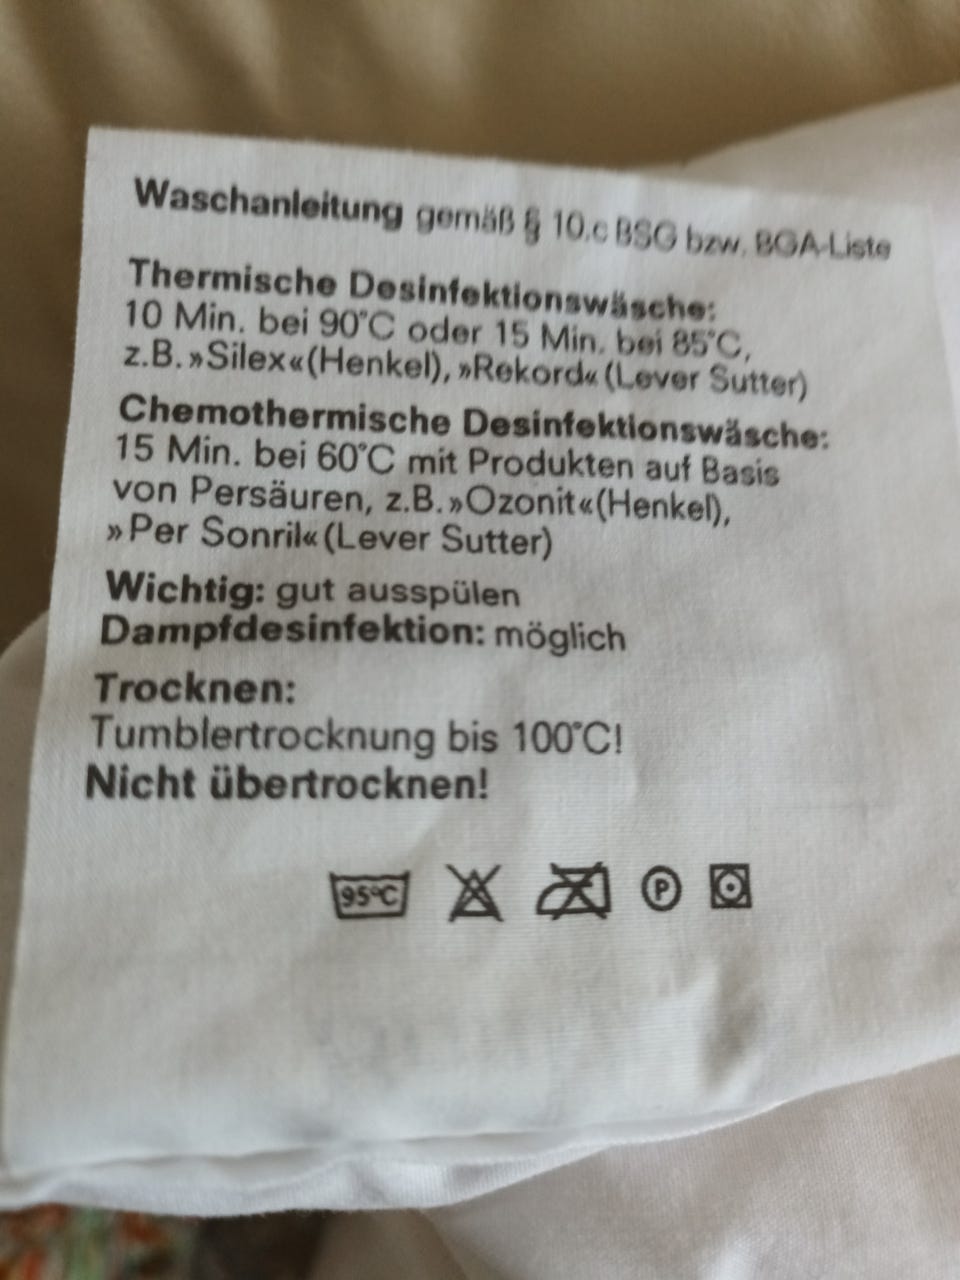 Waschanleitung gemäß § 10.c BSG bzw. BGA-Liste
Thermische Desinfektionswäsche:
10 Min. bei 90°C oder 15 Min. bei 85°C,
z.B. »Silex« (Henkel), »Rekord« (Lever Sutter)
Chemothermische Desinfektionswäsche:
15 Min. bei 60°C mit Produkten auf Basis
von Persäuren, z.B. »Ozonit« (Henkel),
»Per Sonril« (Lever Sutter)
Wichtig: gut ausspülen
Dampfdesinfektion: möglich
Trocknen:
Tumblertrocknung bis 100°C!
Nicht übertrocknen!
95°C P